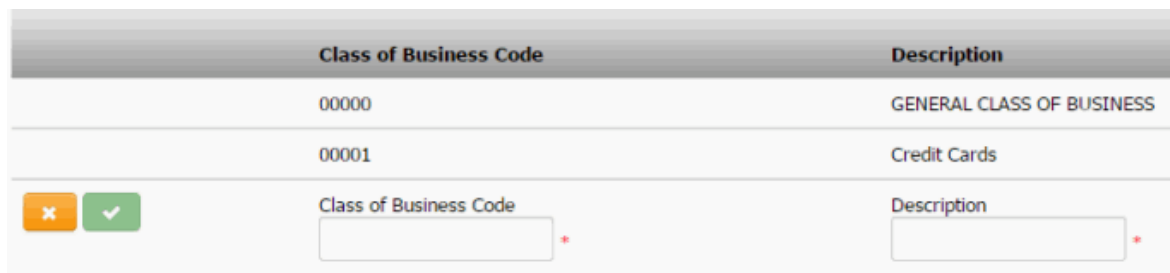 Class of Business Code Description
00000 GENERAL CLASS OF BUSINESS
00001 Credit Cards
Class of Business Code Description
* *